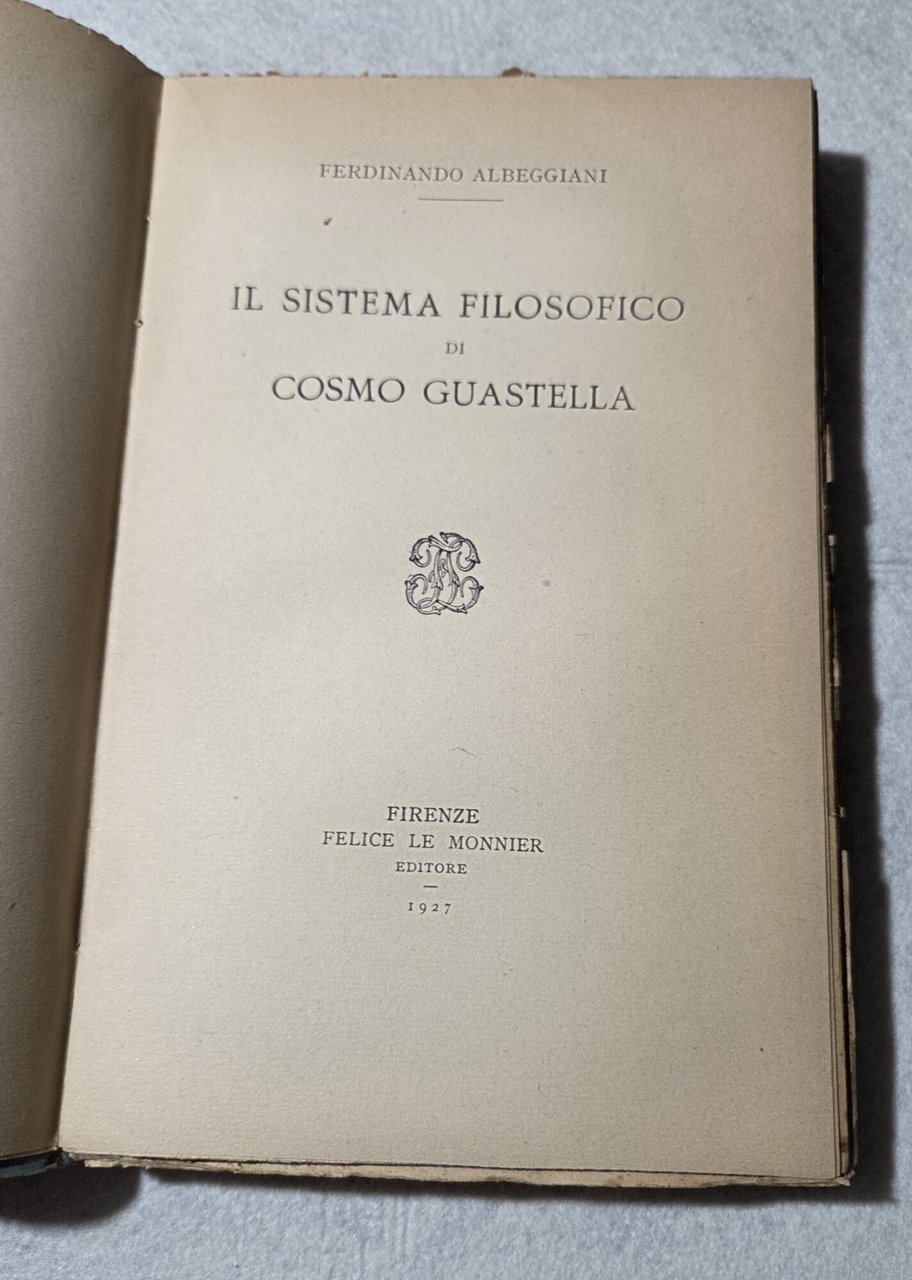 FERDINANDO ALBEGGIANI
IL SISTEMA FILOSOFICO
DI
COSMO GUASTELLA
FIRENZE
FELICE LE MONNIER
EDITORE
1927